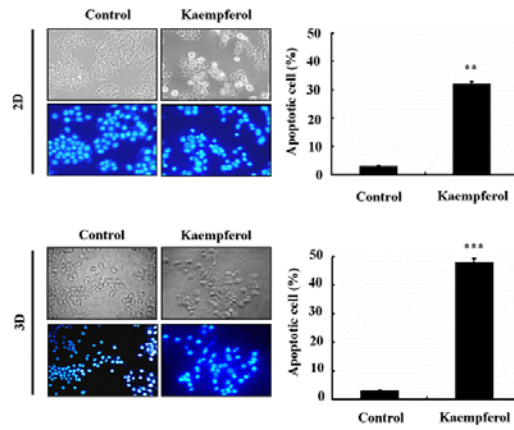 Control Kaempferol
2D
Apoptotic cell (%)
50
40
30
20
10
0
**
Control Kaempferol
Control Kaempferol
3D
Apoptotic cell (%)
50
40
30
20
10
0
***
Control Kaempferol